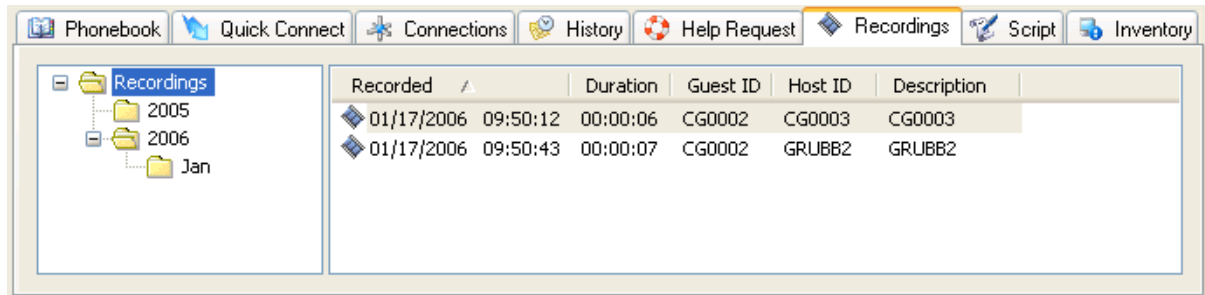 Phonebook Quick Connect Connections History Help Request Recordings Script Inventory
Recordings
2005
2006
Jan
Recorded Duration Guest ID Host ID Description
01/17/2006 09:50:12 00:00:06 CG0002 CG0003 CG0003
01/17/2006 09:50:43 00:00:07 CG0002 GRUBB2 GRUBB2